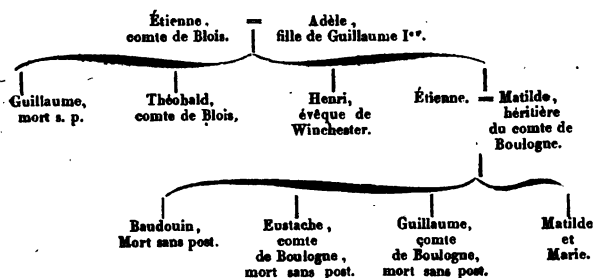 Étienne, = Adèle,
comte de Blois. fille de Guillaume Ier.
Guillaume, Théobald, Henri, Étienne. = Matilde,
mort s. p. comte de Blois, évêque de héritière
Winchester. du comte de
Boulogne.
Baudouin, Eustache, Guillaume, Matilde
Mort sans post. comte comte et
de Boulogne, de Boulogne, Marie.
mort sans post. mort sans post.